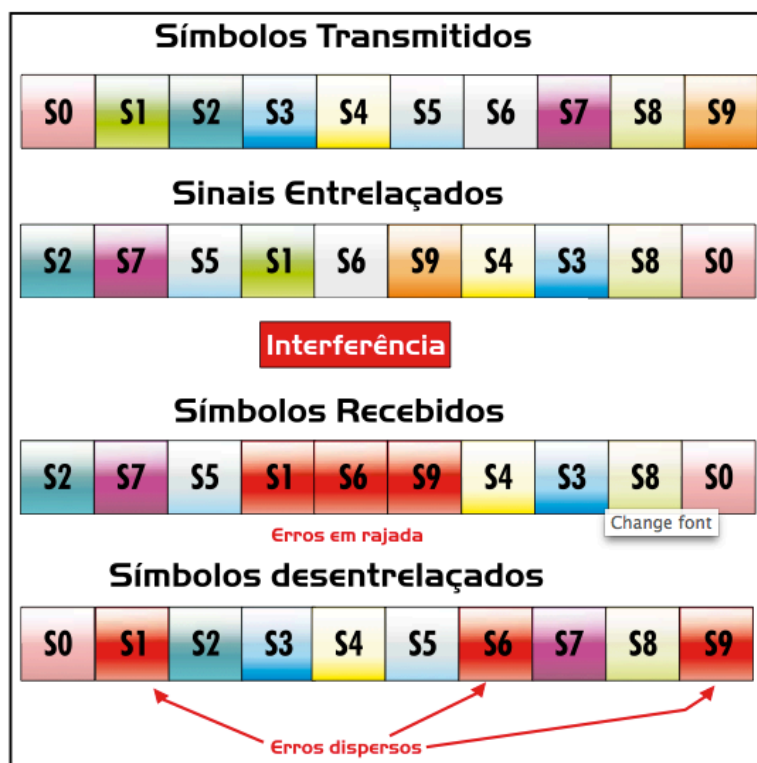 Símbolos Transmitidos
S0 S1 S2 S3 S4 S5 S6 S7 S8 S9
Sinais Entrelaçados
S2 S7 S5 S1 S6 S9 S4 S3 S8 S0
Interferência
Símbolos Recebidos
S2 S7 S5 S1 S6 S9 S4 S3 S8 S0
Change font
Erros em rajada
Símbolos desentrelaçados
S0 S1 S2 S3 S4 S5 S6 S7 S8 S9
Erros dispersos